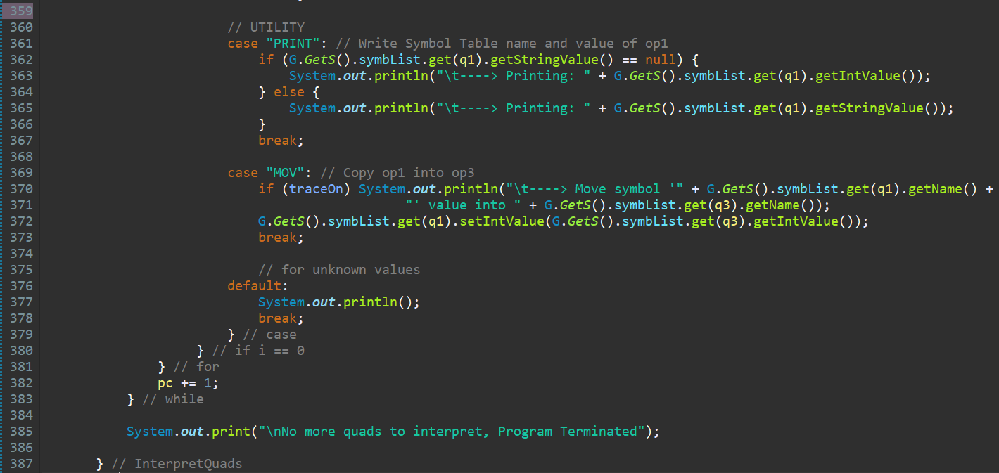 359
360 // UTILITY
361 case "PRINT": // Write Symbol Table name and value of op1
362 if (G.GetS().symbList.get(q1).getStringValue() == null) {
363 System.out.println("\t----> Printing: " + G.GetS().symbList.get(q1).getIntValue());
364 } else {
365 System.out.println("\t----> Printing: " + G.GetS().symbList.get(q1).getStringValue());
366 }
367 break;
368
369 case "MOV": // Copy op1 into op3
370 if (traceOn) System.out.println("\t----> Move symbol '" + G.GetS().symbList.get(q1).getName() +
371 "' value into " + G.GetS().symbList.get(q3).getName());
372 G.GetS().symbList.get(q1).setIntValue(G.GetS().symbList.get(q3).getIntValue());
373 break;
374
375 // for unknown values
376 default:
377 System.out.println();
378 break;
379 } // case
380 } // if i == 0
381 } // for
382 pc += 1;
383 } // while
384
385 System.out.print("\nNo more quads to interpret, Program Terminated");
386
387 } // InterpretQuads